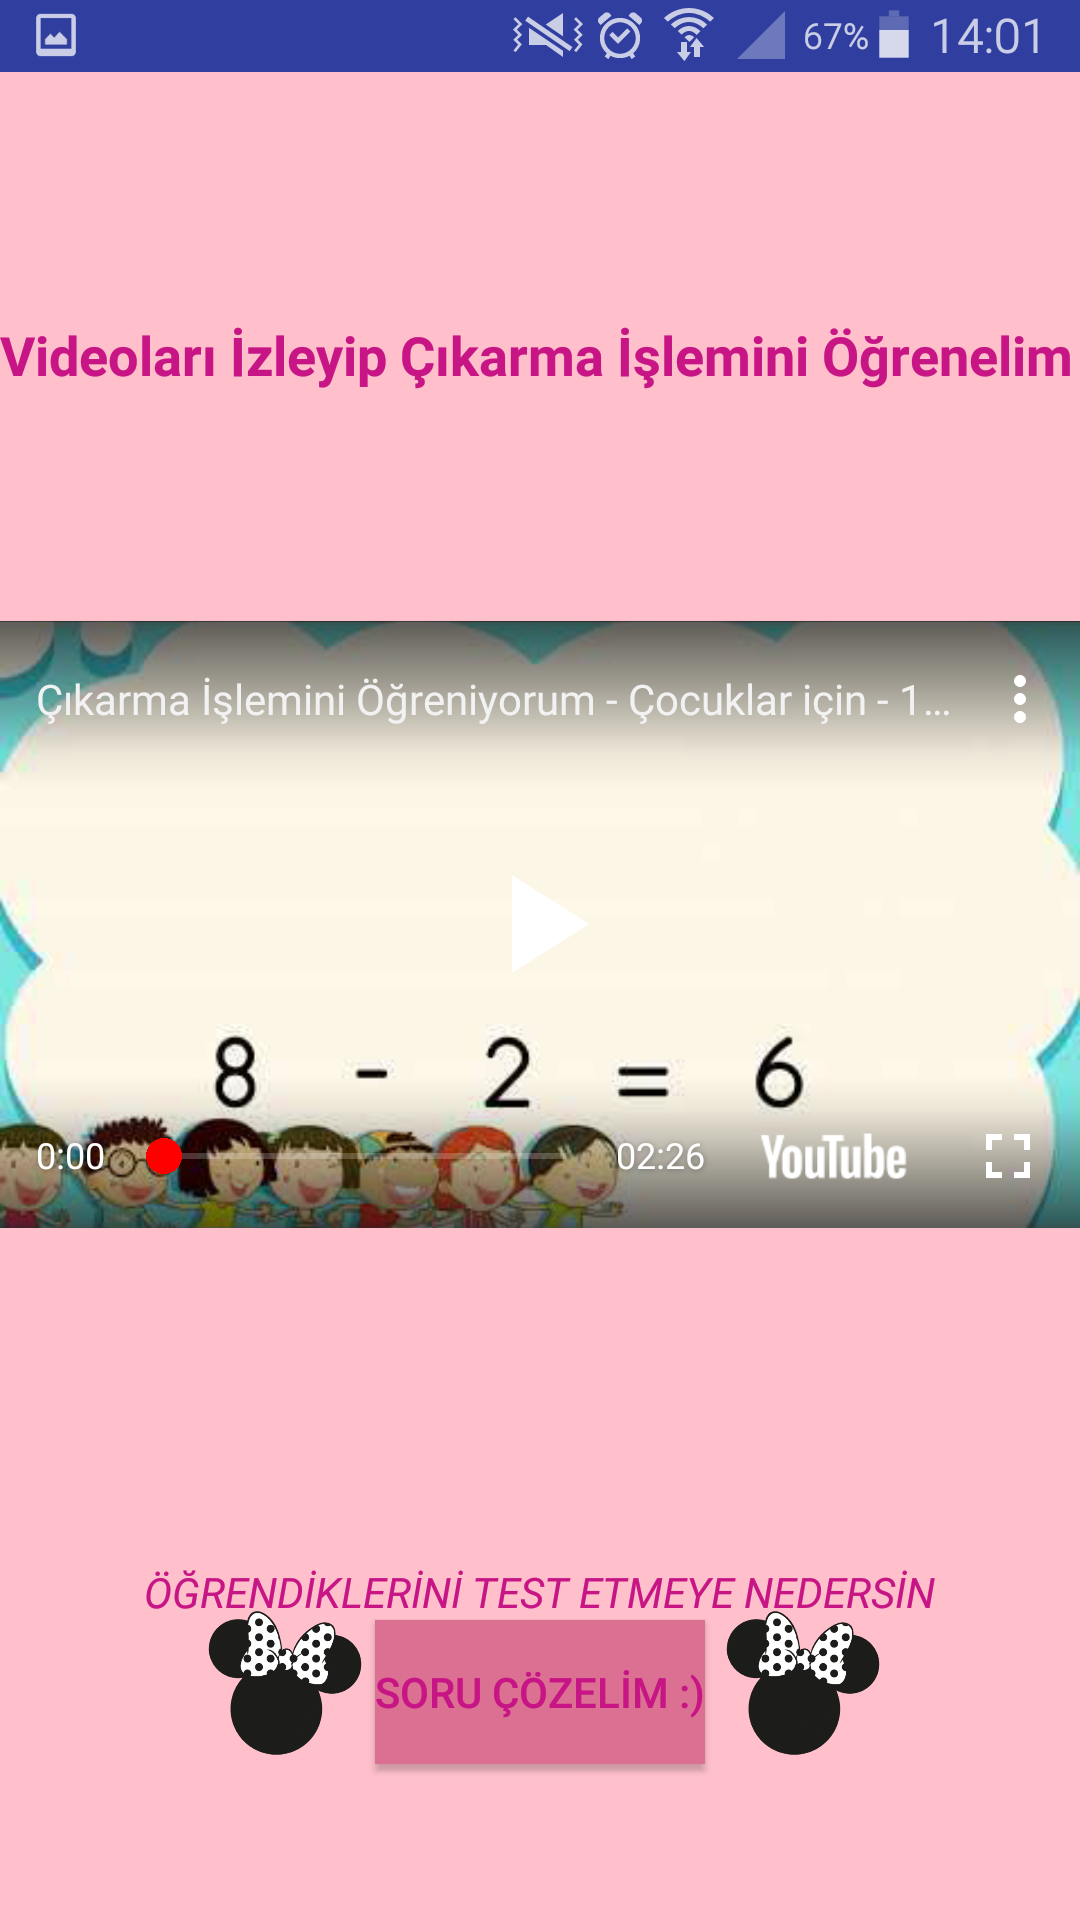 67% 14:01
Videoları İzleyip Çıkarma İşlemini Öğrenelim
Çıkarma İşlemini Öğreniyorum - Çocuklar için - 1...
8 - 2 = 6
0:00 02:26 YouTube
ÖĞRENDİKLERİNİ TEST ETMEYE NEDERSİN
SORU ÇÖZELİM :)